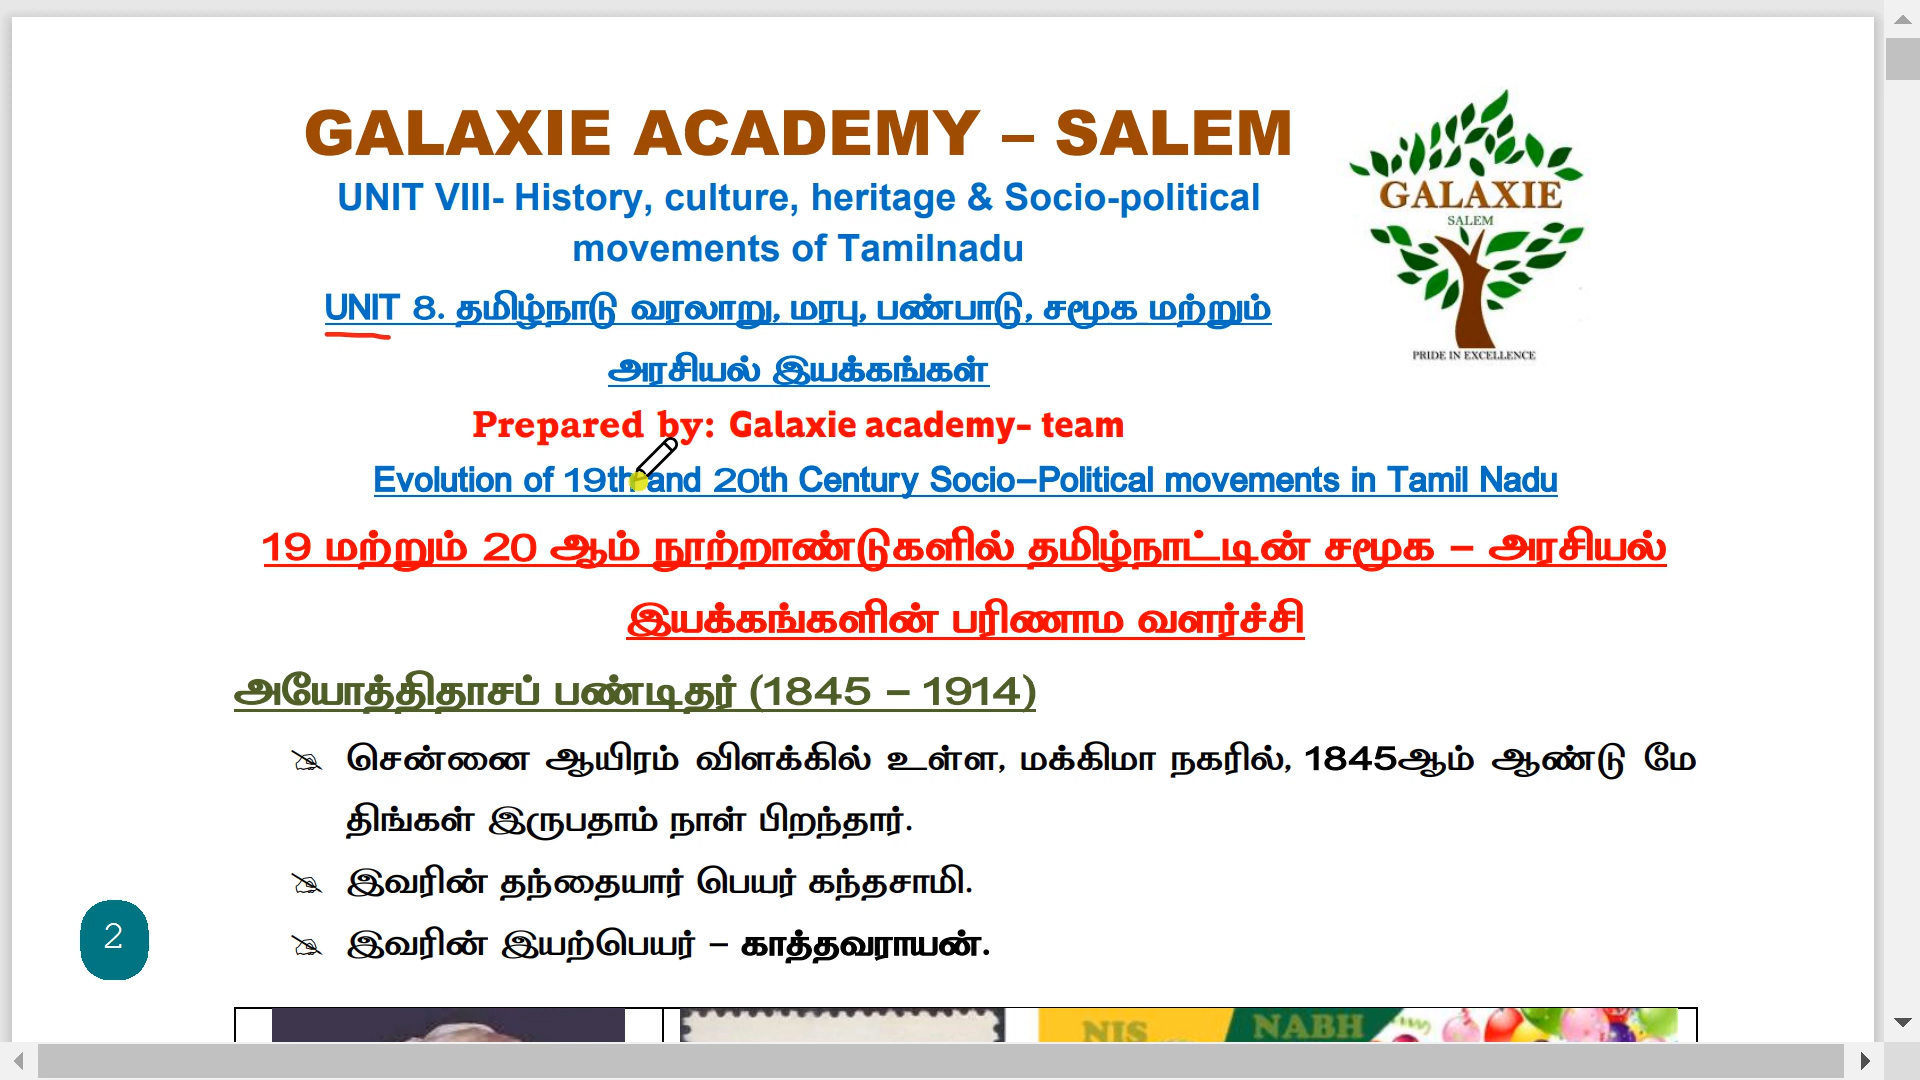 GALAXIE ACADEMY – SALEM
UNIT VIII- History, culture, heritage & Socio-political
movements of Tamilnadu
UNIT 8. தமிழ்நாடு வரலாறு, மரபு, பண்பாடு, சமூக மற்றும்
அரசியல் இயக்கங்கள்
GALAXIE
SALEM
PRIDE IN EXCELLENCE
Prepared by: Galaxie academy- team
Evolution of 19th and 20th Century Socio–Political movements in Tamil Nadu
19 மற்றும் 20 ஆம் நூற்றாண்டுகளில் தமிழ்நாட்டின் சமூக – அரசியல்
இயக்கங்களின் பரிணாம வளர்ச்சி
அயோத்திதாசப் பண்டிதர் (1845 – 1914)
சென்னை ஆயிரம் விளக்கில் உள்ள, மக்கிமா நகரில், 1845ஆம் ஆண்டு மே
திங்கள் இருபதாம் நாள் பிறந்தார்.
இவரின் தந்தையார் பெயர் கந்தசாமி.
இவரின் இயற்பெயர் – காத்தவராயன்.
2
NIS
NABH